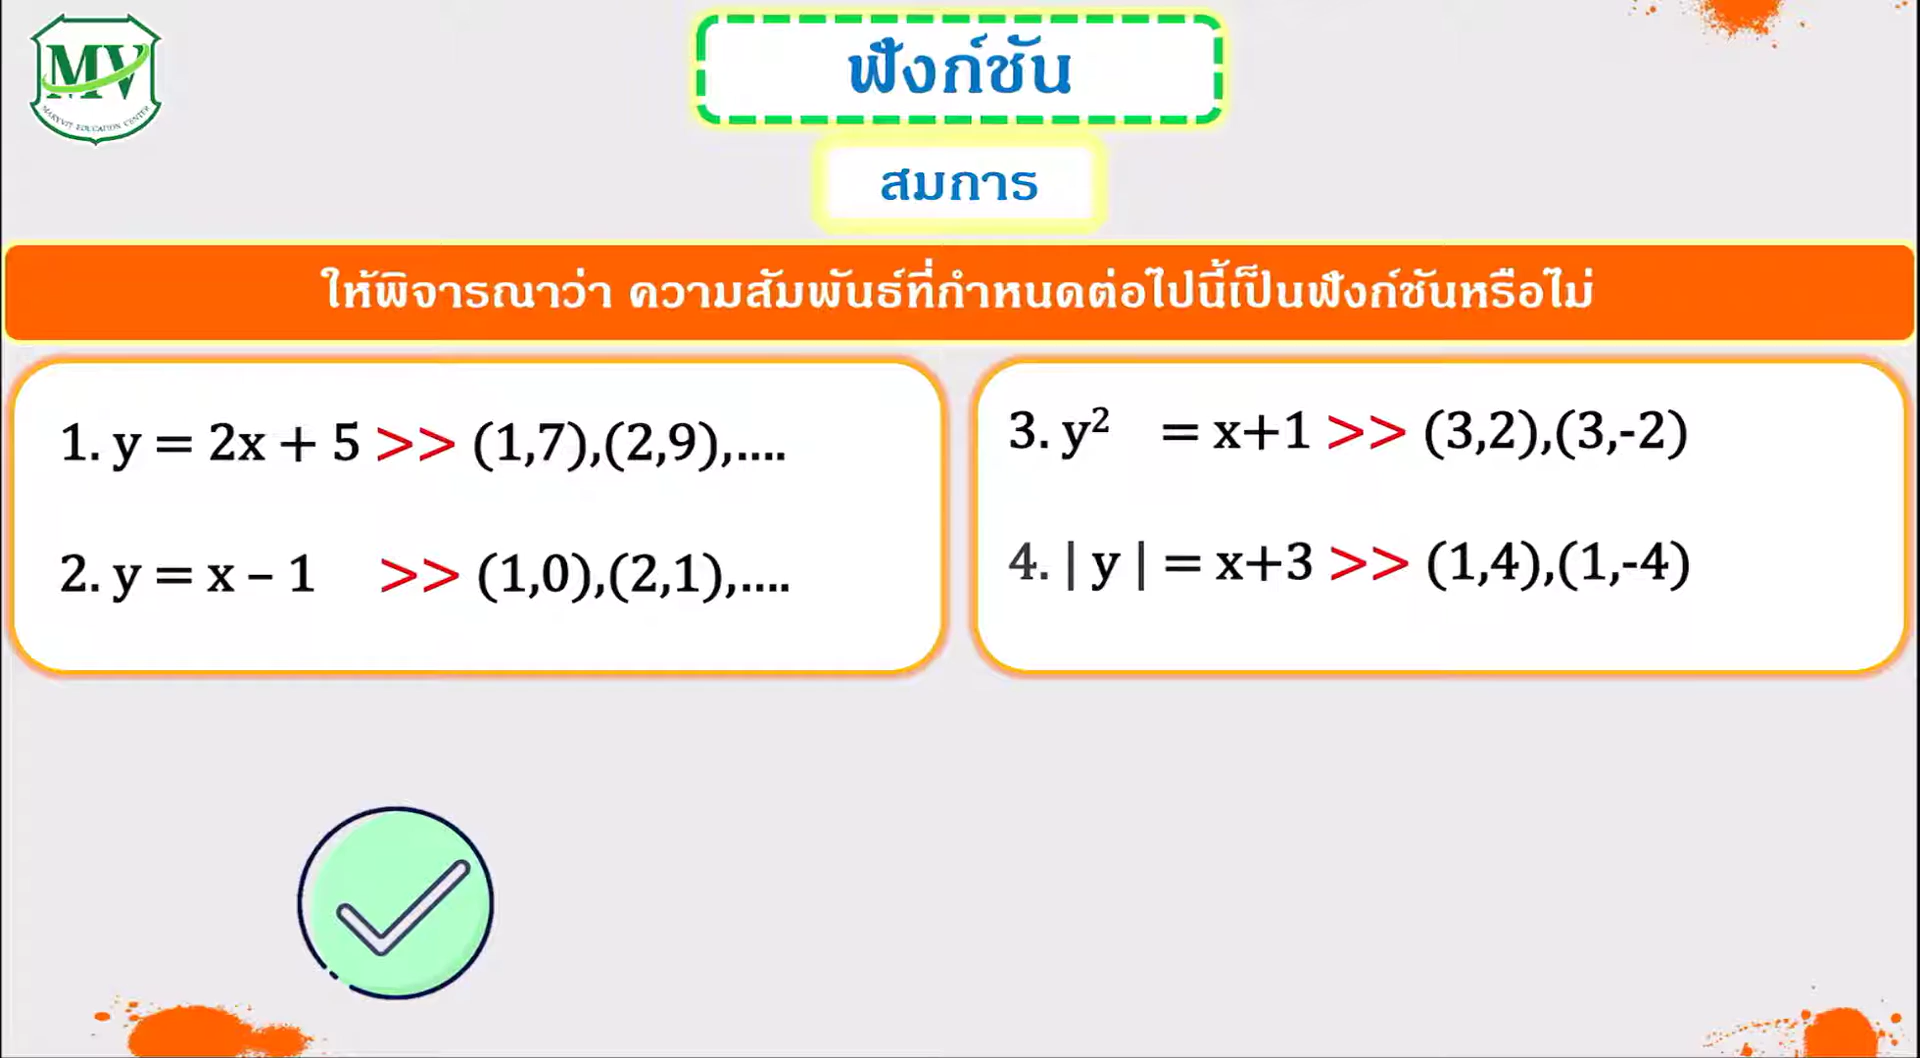 MV
MARYVIT EDUCATION CENTER
ฟังก์ชัน
สมการ
ให้พิจารณาว่า ความสัมพันธ์ที่กำหนดต่อไปนี้เป็นฟังก์ชันหรือไม่
1. y = 2x + 5 >> (1,7),(2,9),....
2. y = x – 1 >> (1,0),(2,1),....
3. y² = x+1 >> (3,2),(3,-2)
4. | y | = x+3 >> (1,4),(1,-4)